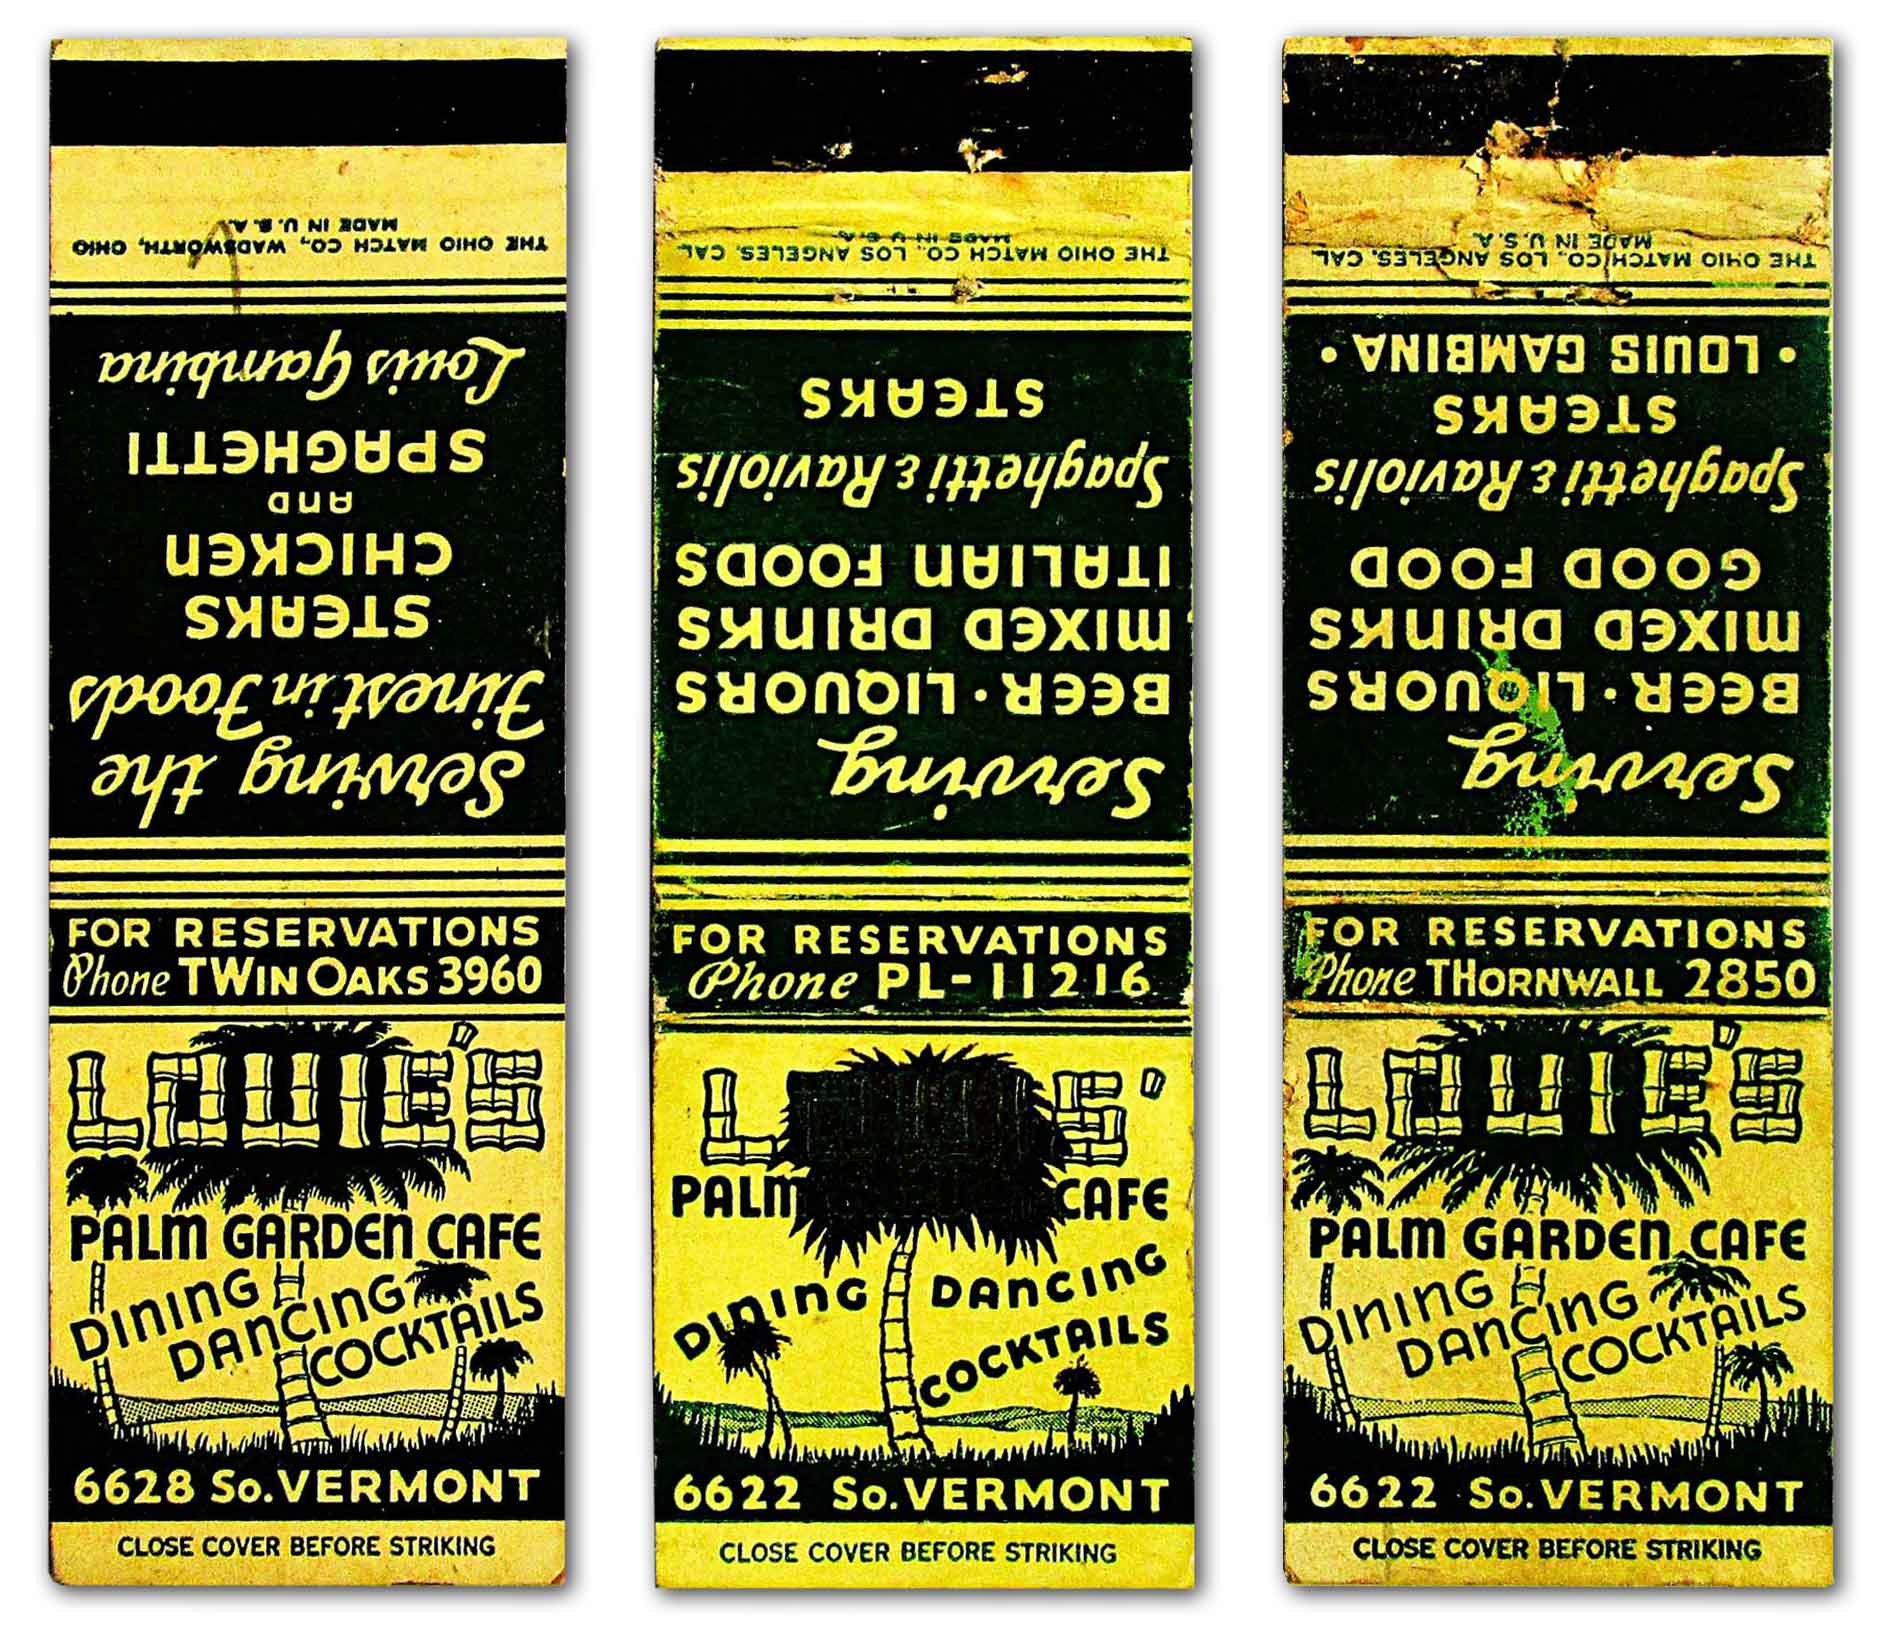 Serving the
Finest in Foods
STEAKS
CHICKEN
AND
SPAGHETTI
Louis Gambina
THE OHIO MATCH CO., WADSWORTH, OHIO
MADE IN U.S.A.
FOR RESERVATIONS
Phone TWIN OAKS 3960
LOUIE'S
PALM GARDEN CAFE
DINING
DANCING
COCKTAILS
6628 So. VERMONT
CLOSE COVER BEFORE STRIKING
Serving
BEER · LIQUORS
MIXED DRINKS
ITALIAN FOODS
Spaghetti & Raviolis
STEAKS
THE OHIO MATCH CO. LOS ANGELES, CAL.
MADE IN U.S.A.
FOR RESERVATIONS
Phone PL-11216
PALM CAFE
DINING DANCING
COCKTAILS
6622 So. VERMONT
CLOSE COVER BEFORE STRIKING
Serving
BEER · LIQUORS
MIXED DRINKS
GOOD FOOD
Spaghetti & Raviolis
STEAKS
• LOUIS GAMBINA •
THE OHIO MATCH CO., LOS ANGELES, CAL.
MADE IN U.S.A.
FOR RESERVATIONS
Phone THORNWALL 2850
LOUIE'S
PALM GARDEN CAFE
DINING
DANCING
COCKTAILS
6622 So. VERMONT
CLOSE COVER BEFORE STRIKING